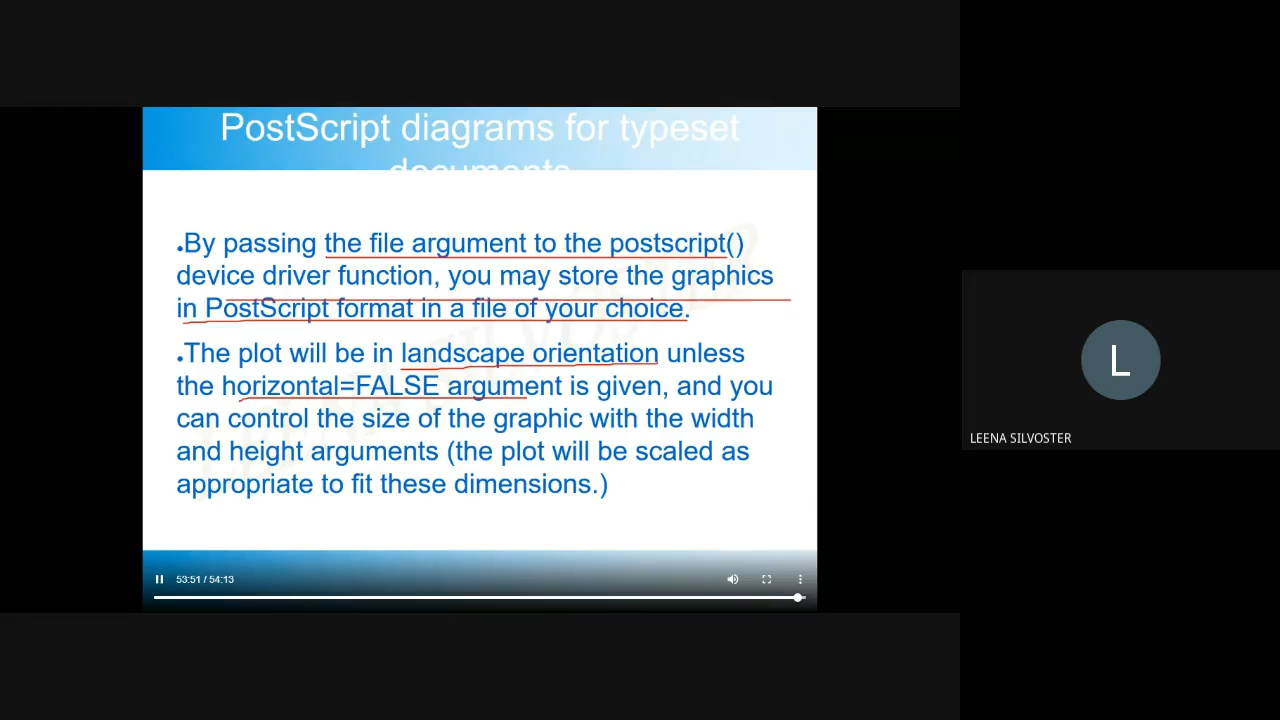 PostScript diagrams for typeset
documents
•By passing the file argument to the postscript()
device driver function, you may store the graphics
in PostScript format in a file of your choice.
•The plot will be in landscape orientation unless
the horizontal=FALSE argument is given, and you
can control the size of the graphic with the width
and height arguments (the plot will be scaled as
appropriate to fit these dimensions.)
53:51 / 54:13
L
LEENA SILVOSTER